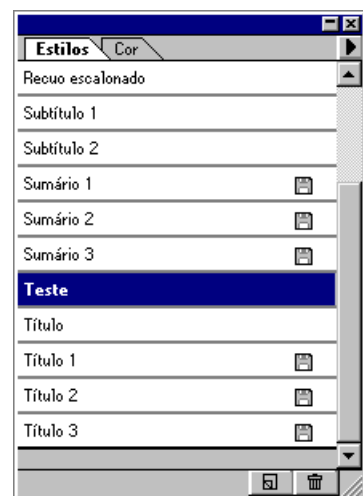 Estilos Cor
Recuo escalonado
Subtítulo 1
Subtítulo 2
Sumário 1
Sumário 2
Sumário 3
Teste
Título
Título 1
Título 2
Título 3